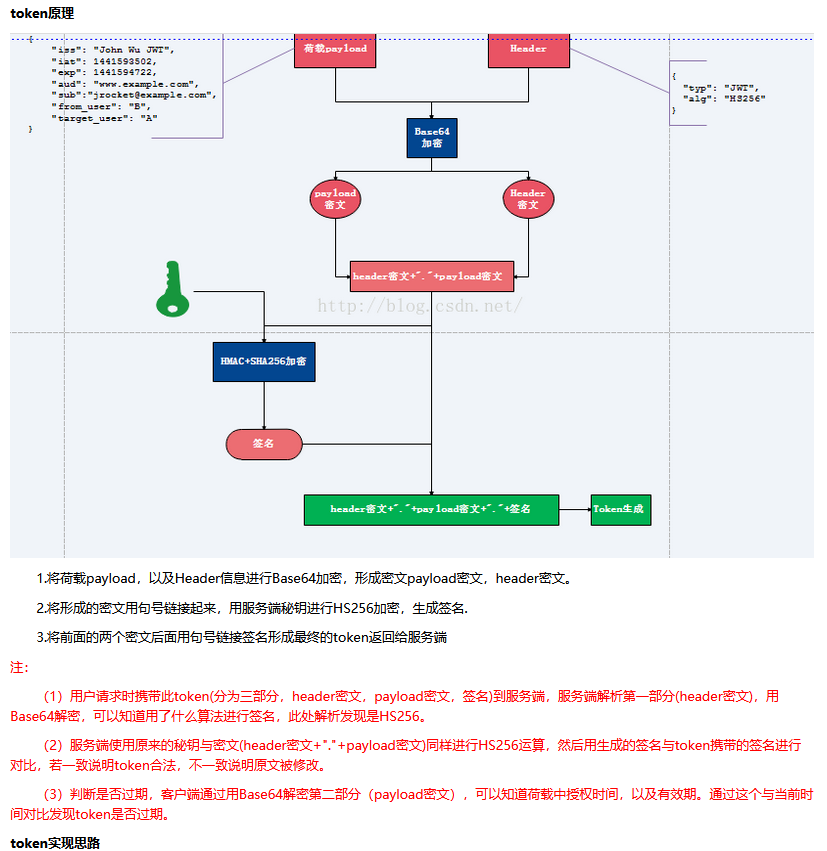 token原理
{
"iss": "John Wu JWT",
"iat": 1441593502,
"exp": 1441594722,
"aud": "www.example.com",
"sub":"jrocket@example.com",
"from_user": "B",
"target_user": "A"
}
荷载payload
Header
{
"typ": "JWT",
"alg": "HS256"
}
Base64
加密
payload
密文
Header
密文
header密文+"."+payload密文
http://blog.csdn.net/
HMAC+SHA256加密
签名
header密文+"."+payload密文+"."+签名
Token生成
1.将荷载payload，以及Header信息进行Base64加密，形成密文payload密文，header密文。
2.将形成的密文用句号链接起来，用服务端秘钥进行HS256加密，生成签名.
3.将前面的两个密文后面用句号链接签名形成最终的token返回给服务端
注：
（1）用户请求时携带此token(分为三部分，header密文，payload密文，签名)到服务端，服务端解析第一部分(header密文)，用
Base64解密，可以知道用了什么算法进行签名，此处解析发现是HS256。
（2）服务端使用原来的秘钥与密文(header密文+"."+payload密文)同样进行HS256运算，然后用生成的签名与token携带的签名进行
对比，若一致说明token合法，不一致说明原文被修改。
（3）判断是否过期，客户端通过用Base64解密第二部分（payload密文），可以知道荷载中授权时间，以及有效期。通过这个与当前时
间对比发现token是否过期。
token实现思路